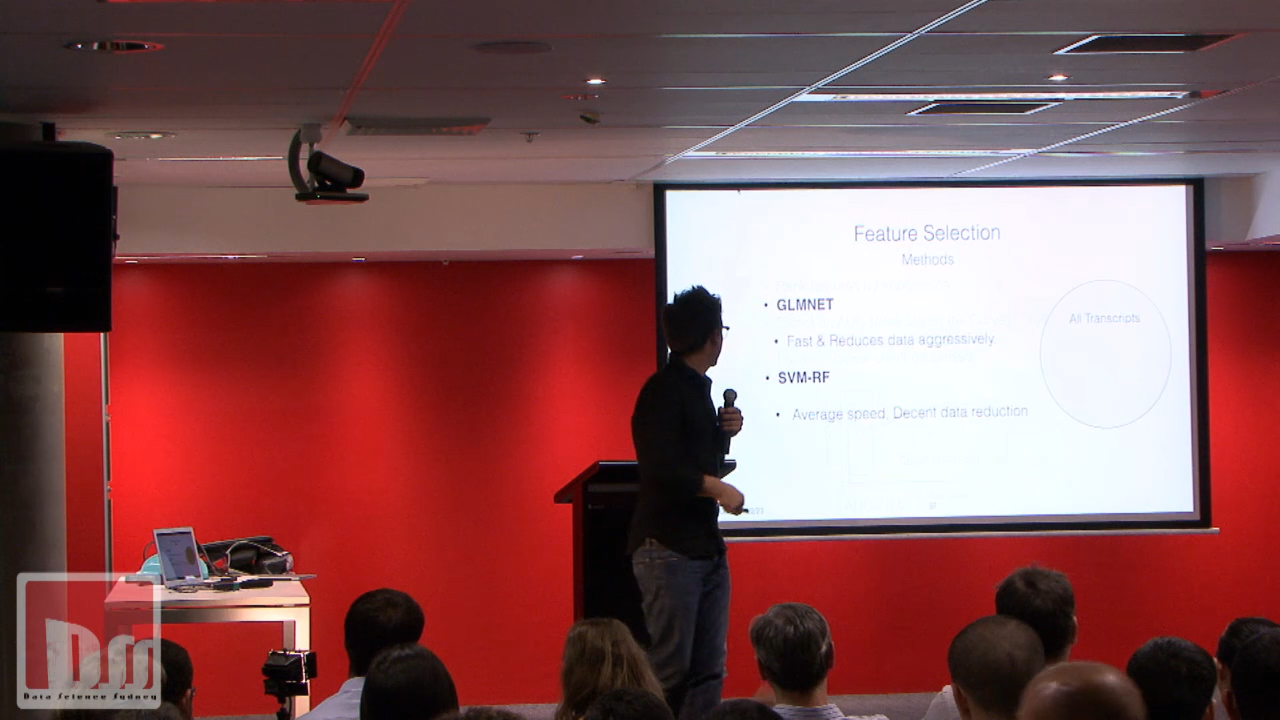 Feature Selection
Methods
• GLMNET
• Fast & Reduces data aggressively.
• SVM-RF
• Average speed. Decent data reduction
All Transcripts
Data Science Sydney